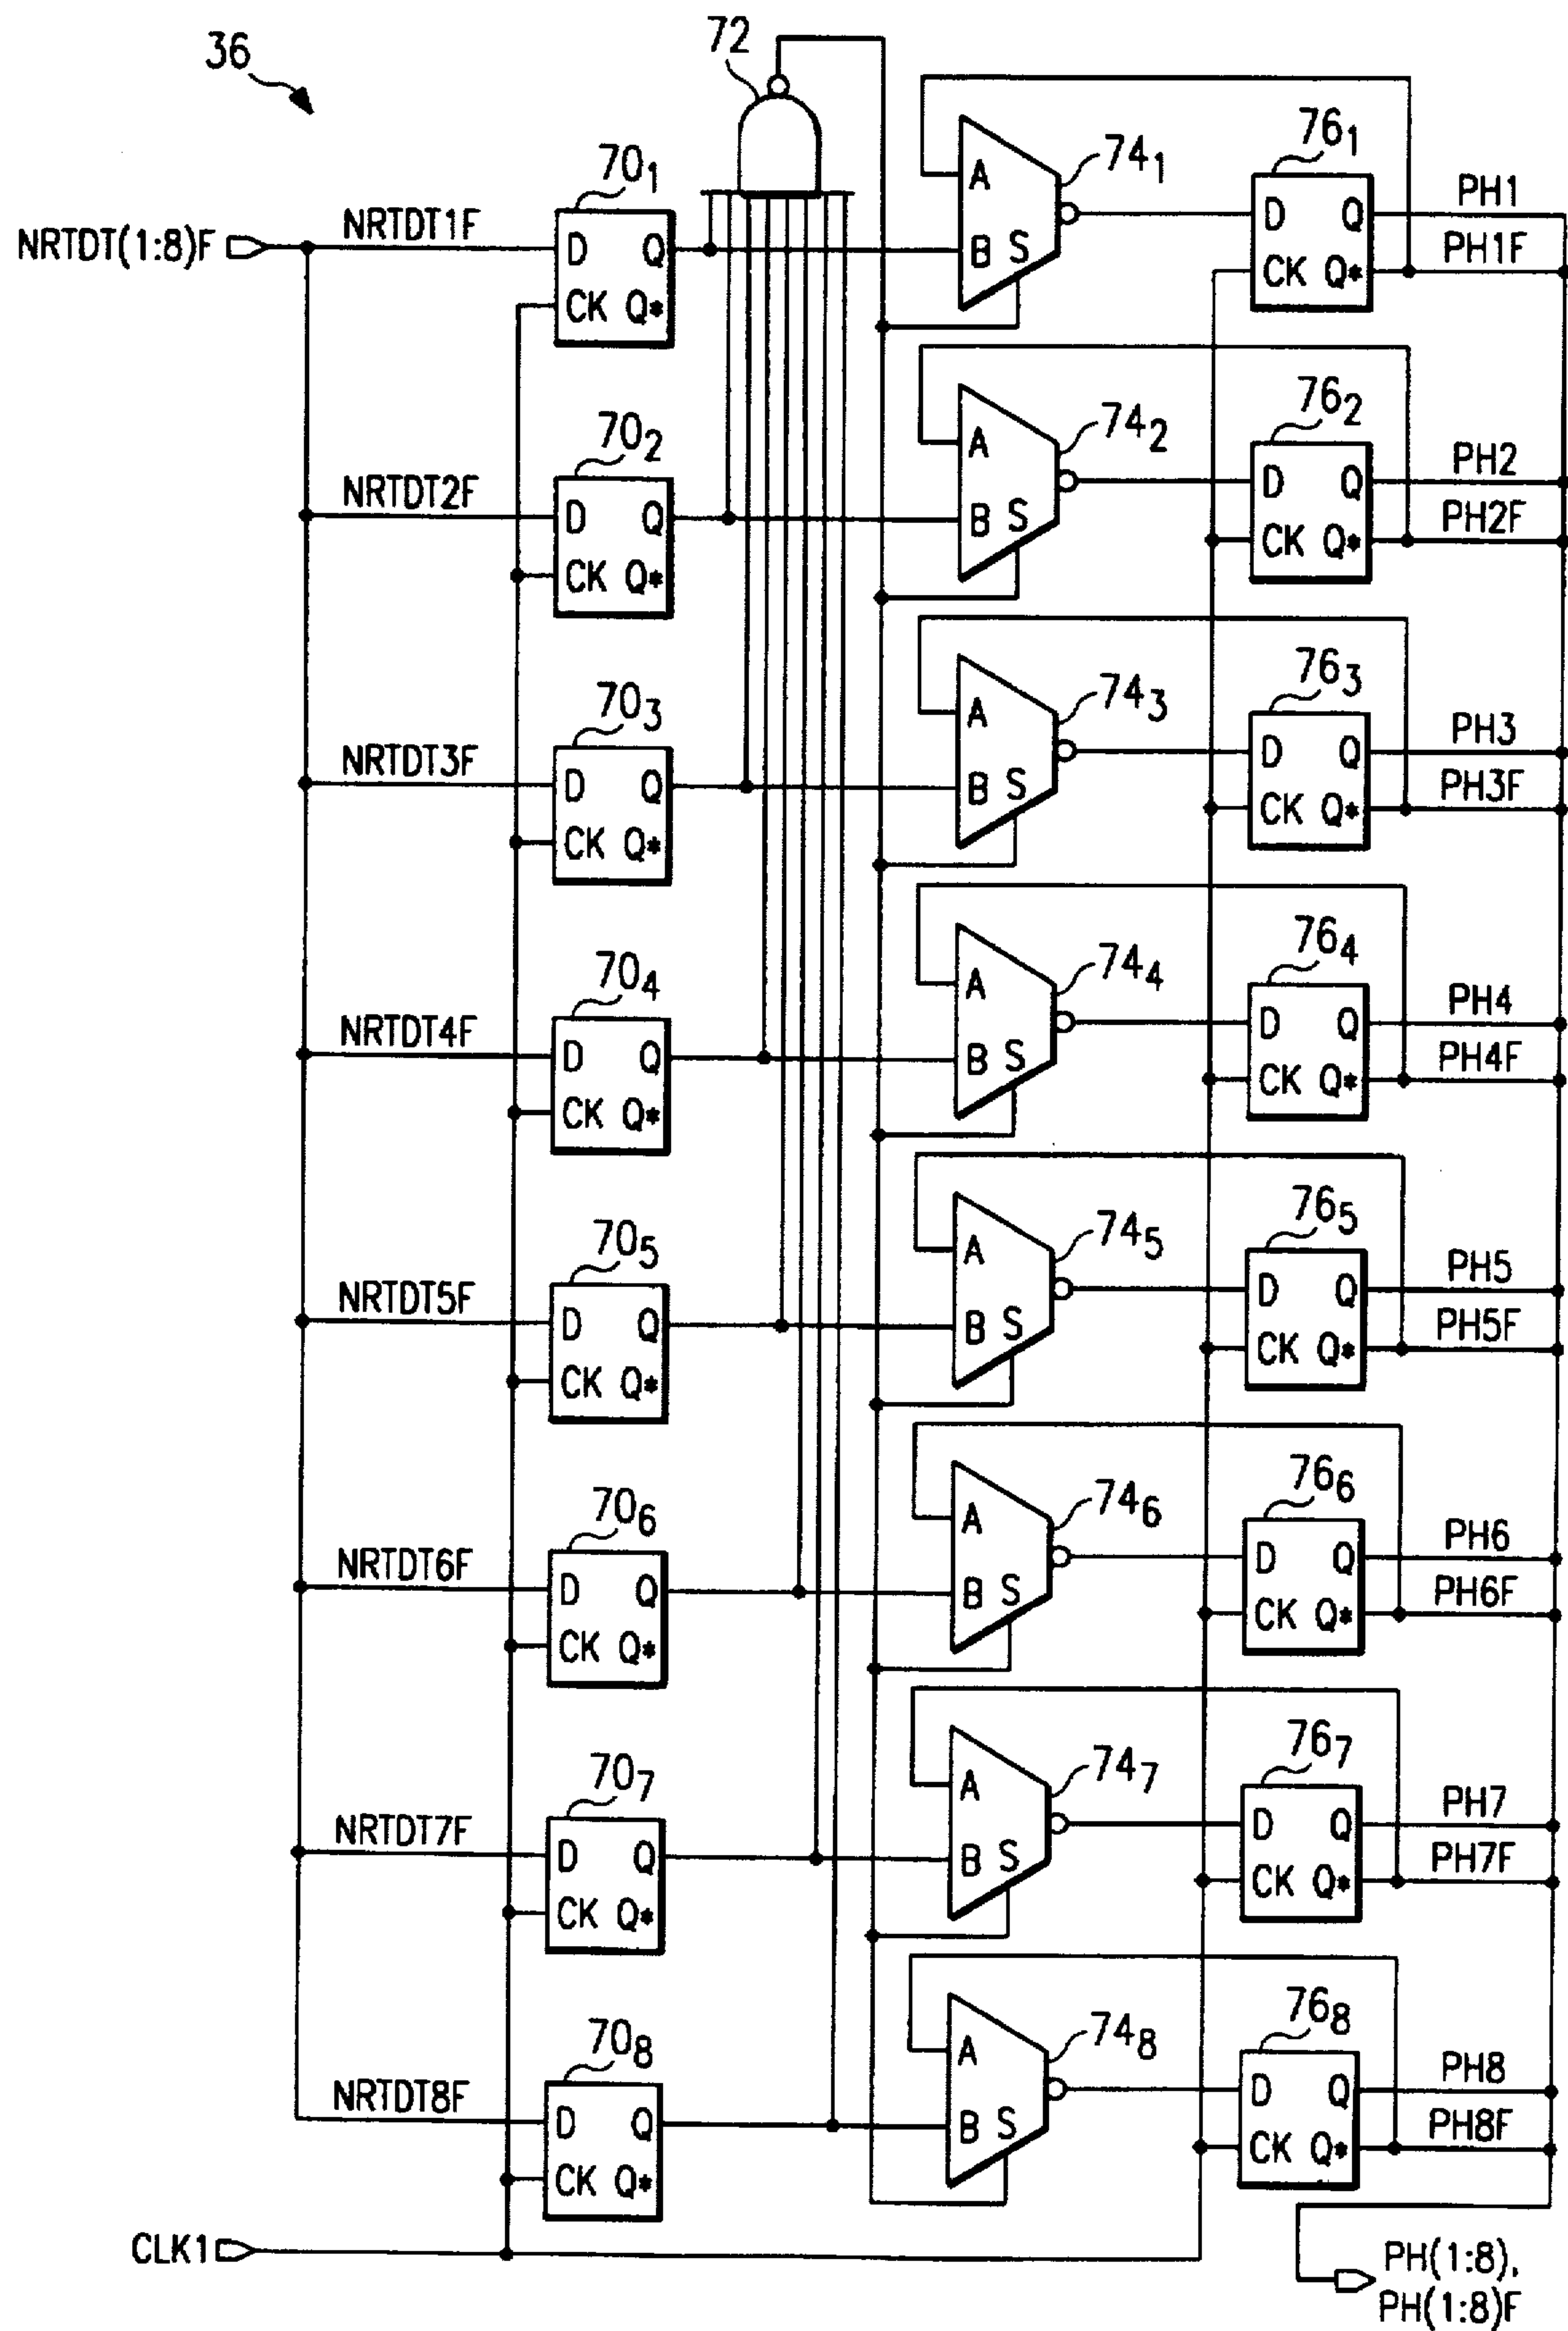 36
72
70₁
74₁
76₁
NRTDT(1:8)F
NRTDT1F
D Q
CK Q*
A
B S
D Q
CK Q*
PH1
PH1F
70₂
74₂
76₂
NRTDT2F
D Q
CK Q*
A
B S
D Q
CK Q*
PH2
PH2F
70₃
74₃
76₃
NRTDT3F
D Q
CK Q*
A
B S
D Q
CK Q*
PH3
PH3F
70₄
74₄
76₄
NRTDT4F
D Q
CK Q*
A
B S
D Q
CK Q*
PH4
PH4F
70₅
74₅
76₅
NRTDT5F
D Q
CK Q*
A
B S
D Q
CK Q*
PH5
PH5F
70₆
74₆
76₆
NRTDT6F
D Q
CK Q*
A
B S
D Q
CK Q*
PH6
PH6F
70₇
74₇
76₇
NRTDT7F
D Q
CK Q*
A
B S
D Q
CK Q*
PH7
PH7F
70₈
74₈
76₈
NRTDT8F
D Q
CK Q*
A
B S
D Q
CK Q*
PH8
PH8F
CLK1
PH(1:8),
PH(1:8)F